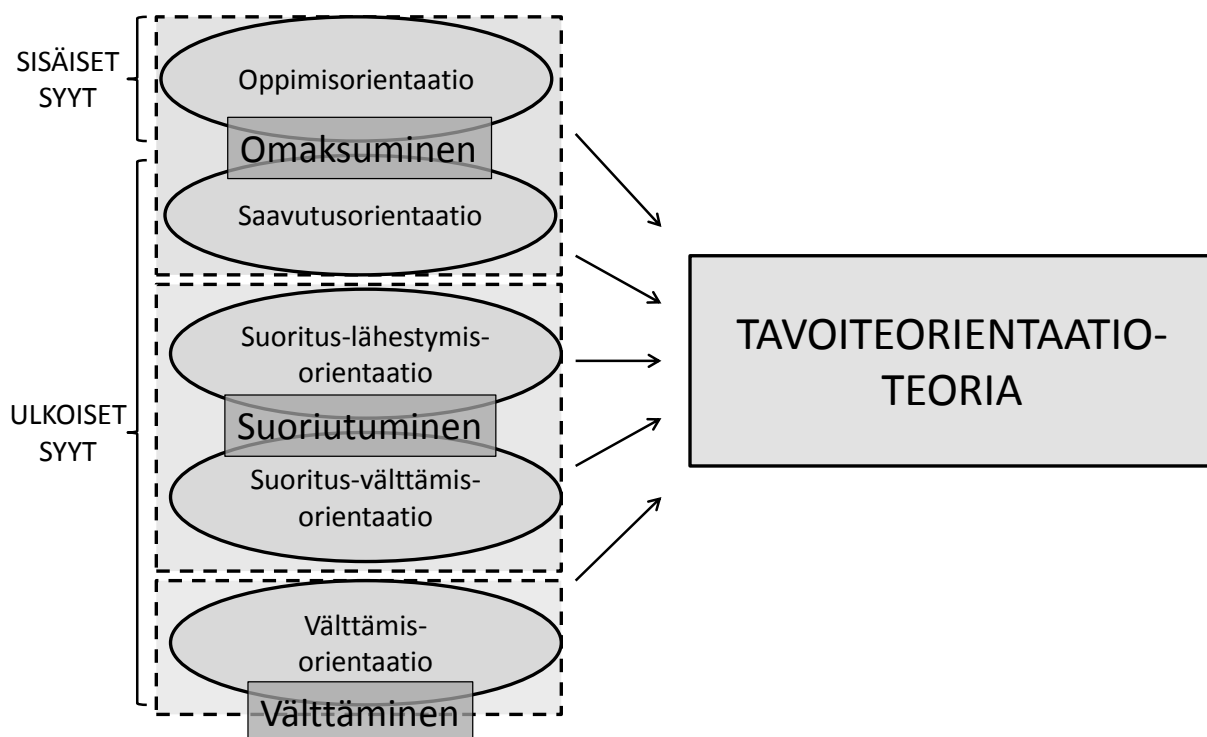 SISÄISET
SYYT
Oppimisorientaatio
Omaksuminen
Saavutusorientaatio
ULKOISET
SYYT
Suoritus-lähestymis-
orientaatio
Suoriutuminen
Suoritus-välttämis-
orientaatio
Välttämis-
orientaatio
Välttäminen
TAVOITEORIENTAATIO-
TEORIA